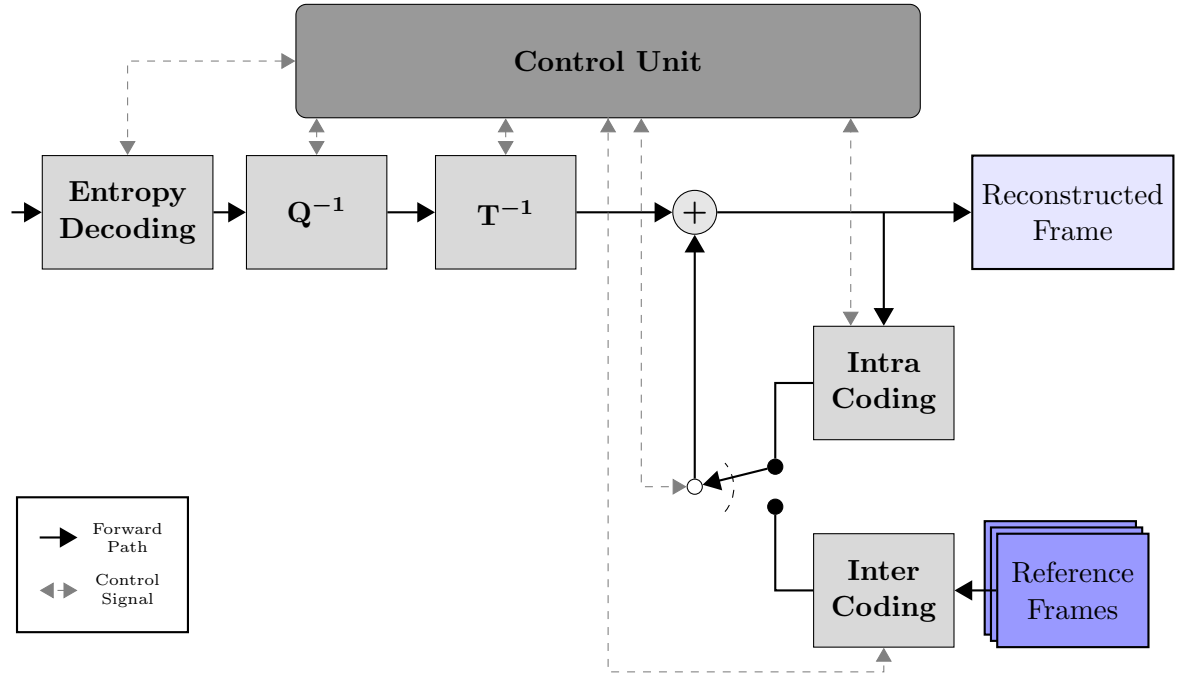 Control Unit
Entropy
Decoding
Q⁻¹
T⁻¹
+
Reconstructed
Frame
Intra
Coding
Inter
Coding
Reference
Frames
Forward
Path
Control
Signal